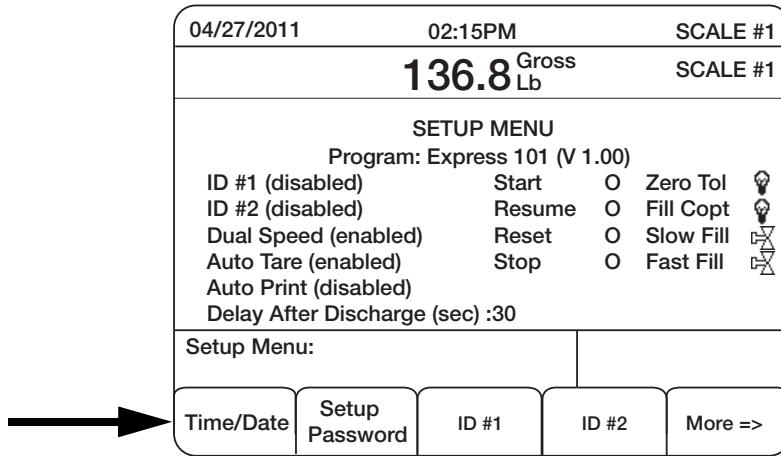 04/27/2011 02:15PM SCALE #1
136.8 Gross Lb SCALE #1
SETUP MENU
Program: Express 101 (V 1.00)
ID #1 (disabled) Start O Zero Tol
ID #2 (disabled) Resume O Fill Copt
Dual Speed (enabled) Reset O Slow Fill
Auto Tare (enabled) Stop O Fast Fill
Auto Print (disabled)
Delay After Discharge (sec) :30
Setup Menu:
Time/Date Setup Password ID #1 ID #2 More =>